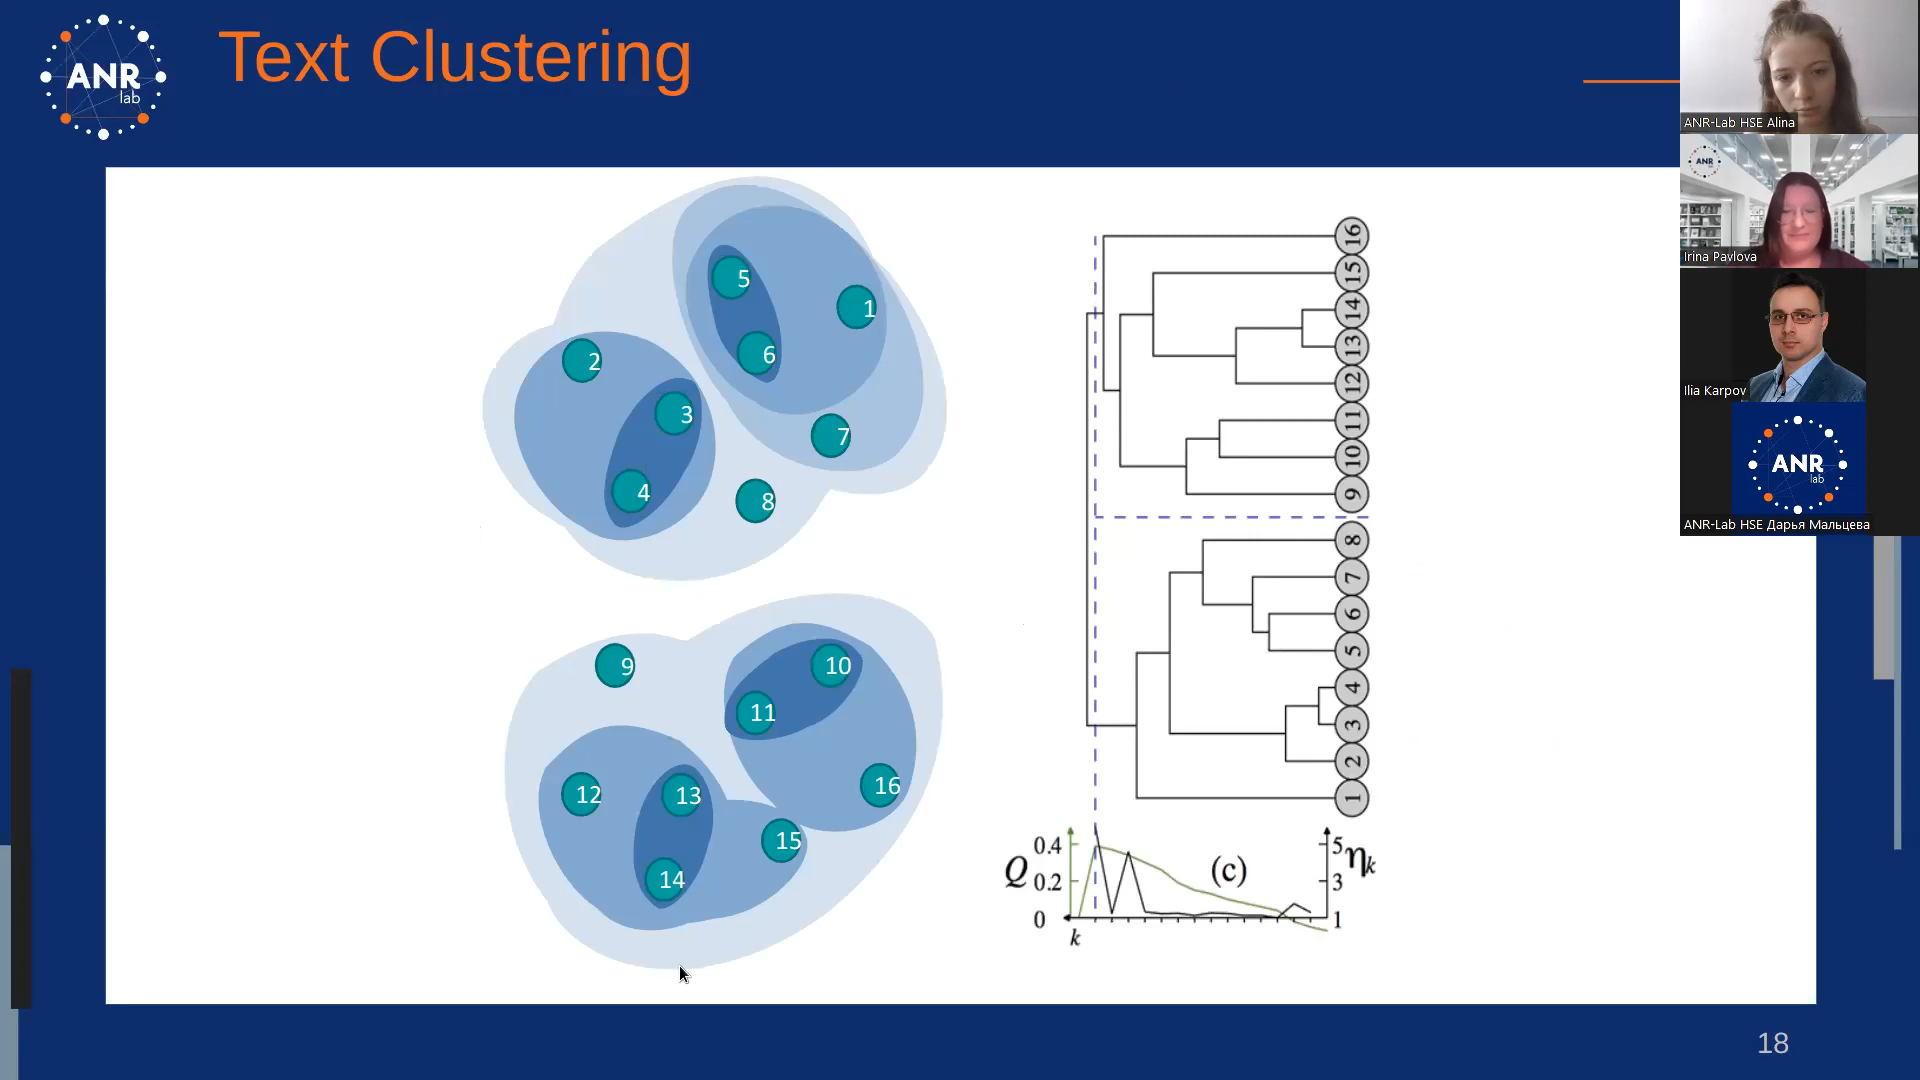 ANR
lab
Text Clustering
5
1
6
2
3
7
4
8
9
10
11
12
13
16
15
14
16
15
14
13
12
11
10
9
8
7
6
5
4
3
2
1
Q
0.4
0.2
0
k
(c)
5
3
1
ηk
18
ANR-Lab HSE Alina
ANR
Irina Pavlova
Ilia Karpov
ANR
lab
ANR-Lab HSE Дарья Мальцева